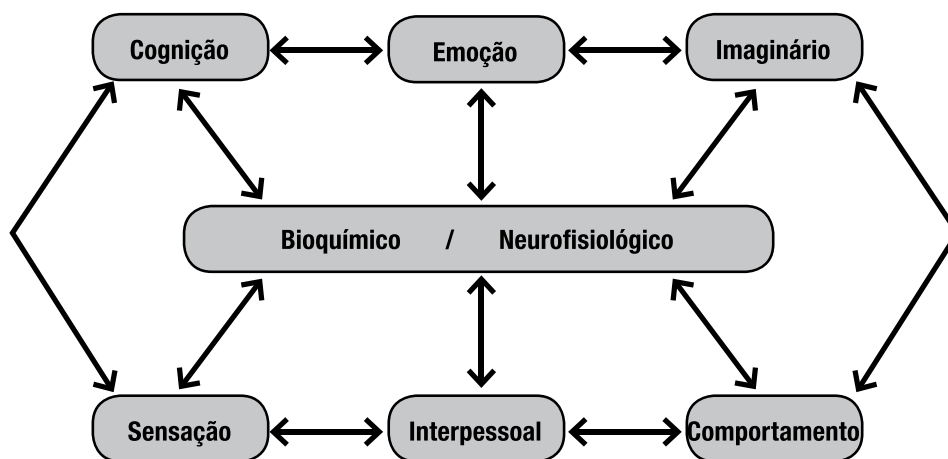 Cognição
Emoção
Imaginário
Bioquímico / Neurofisiológico
Sensação
Interpessoal
Comportamento